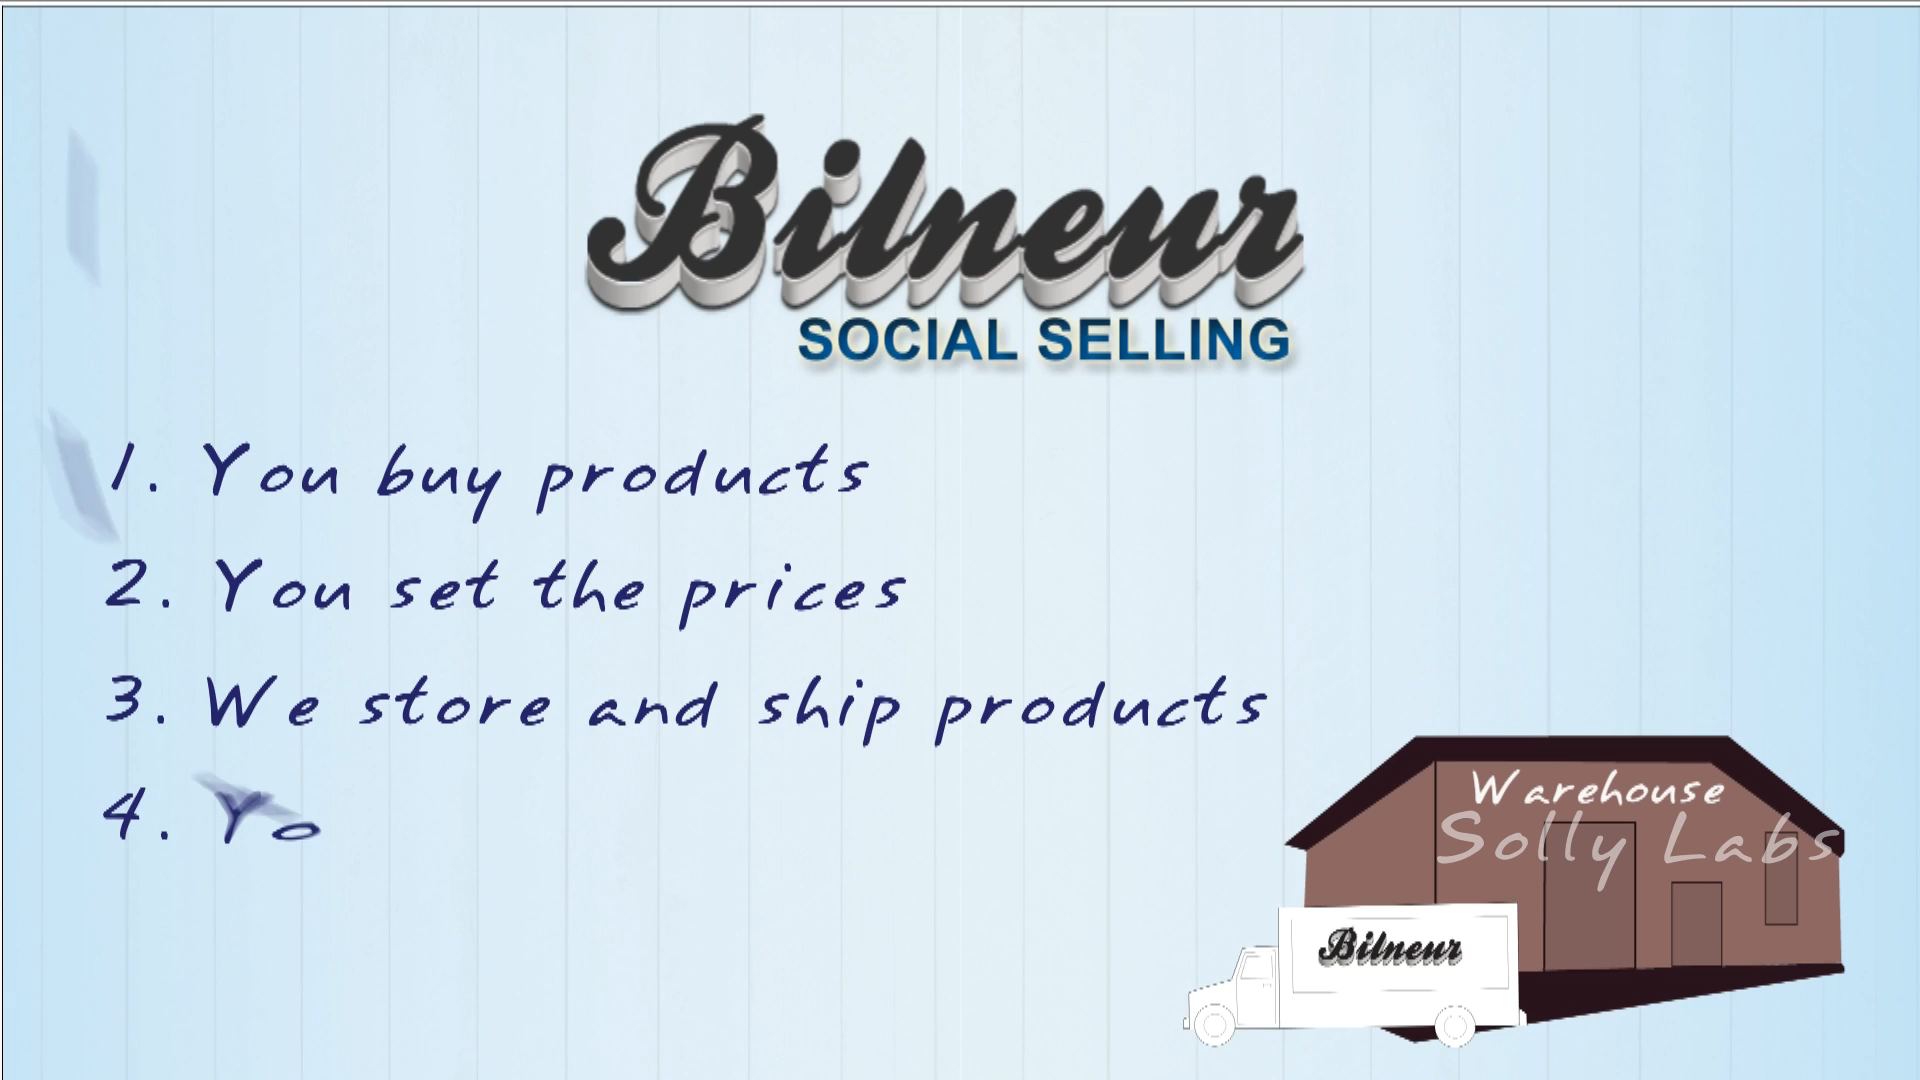 Bilneur
SOCIAL SELLING
1. You buy products
2. You set the prices
3. We store and ship products
4. Yo
Warehouse
Solly Labs
Bilneur